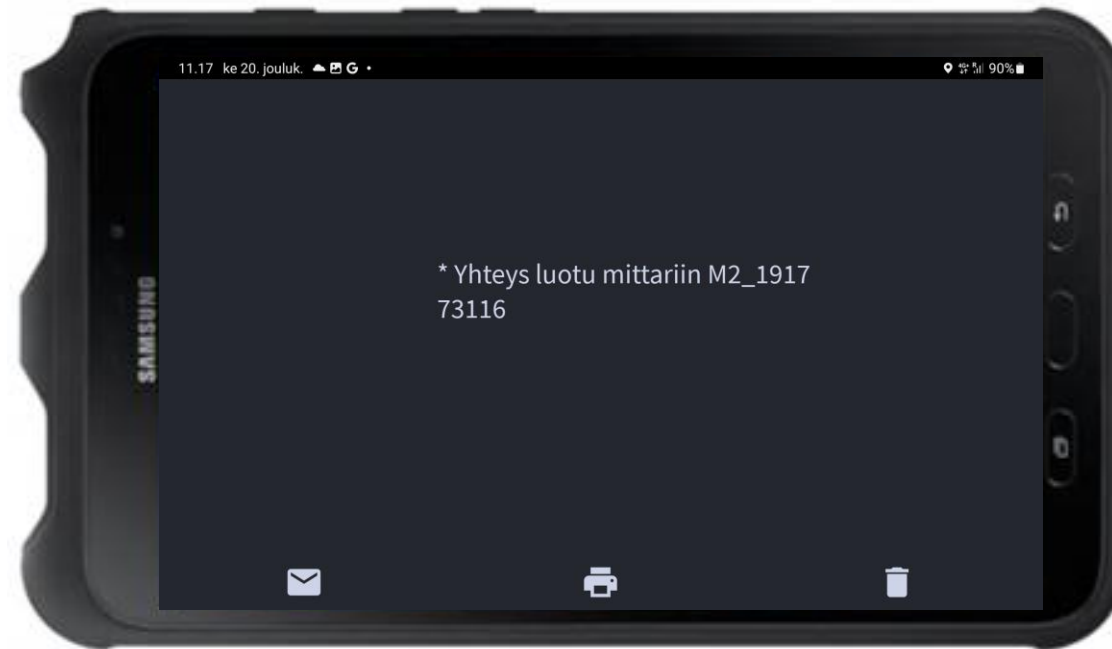 11.17 ke 20. jouluk. G
90%
* Yhteys luotu mittariin M2_1917
73116
SAMSUNG